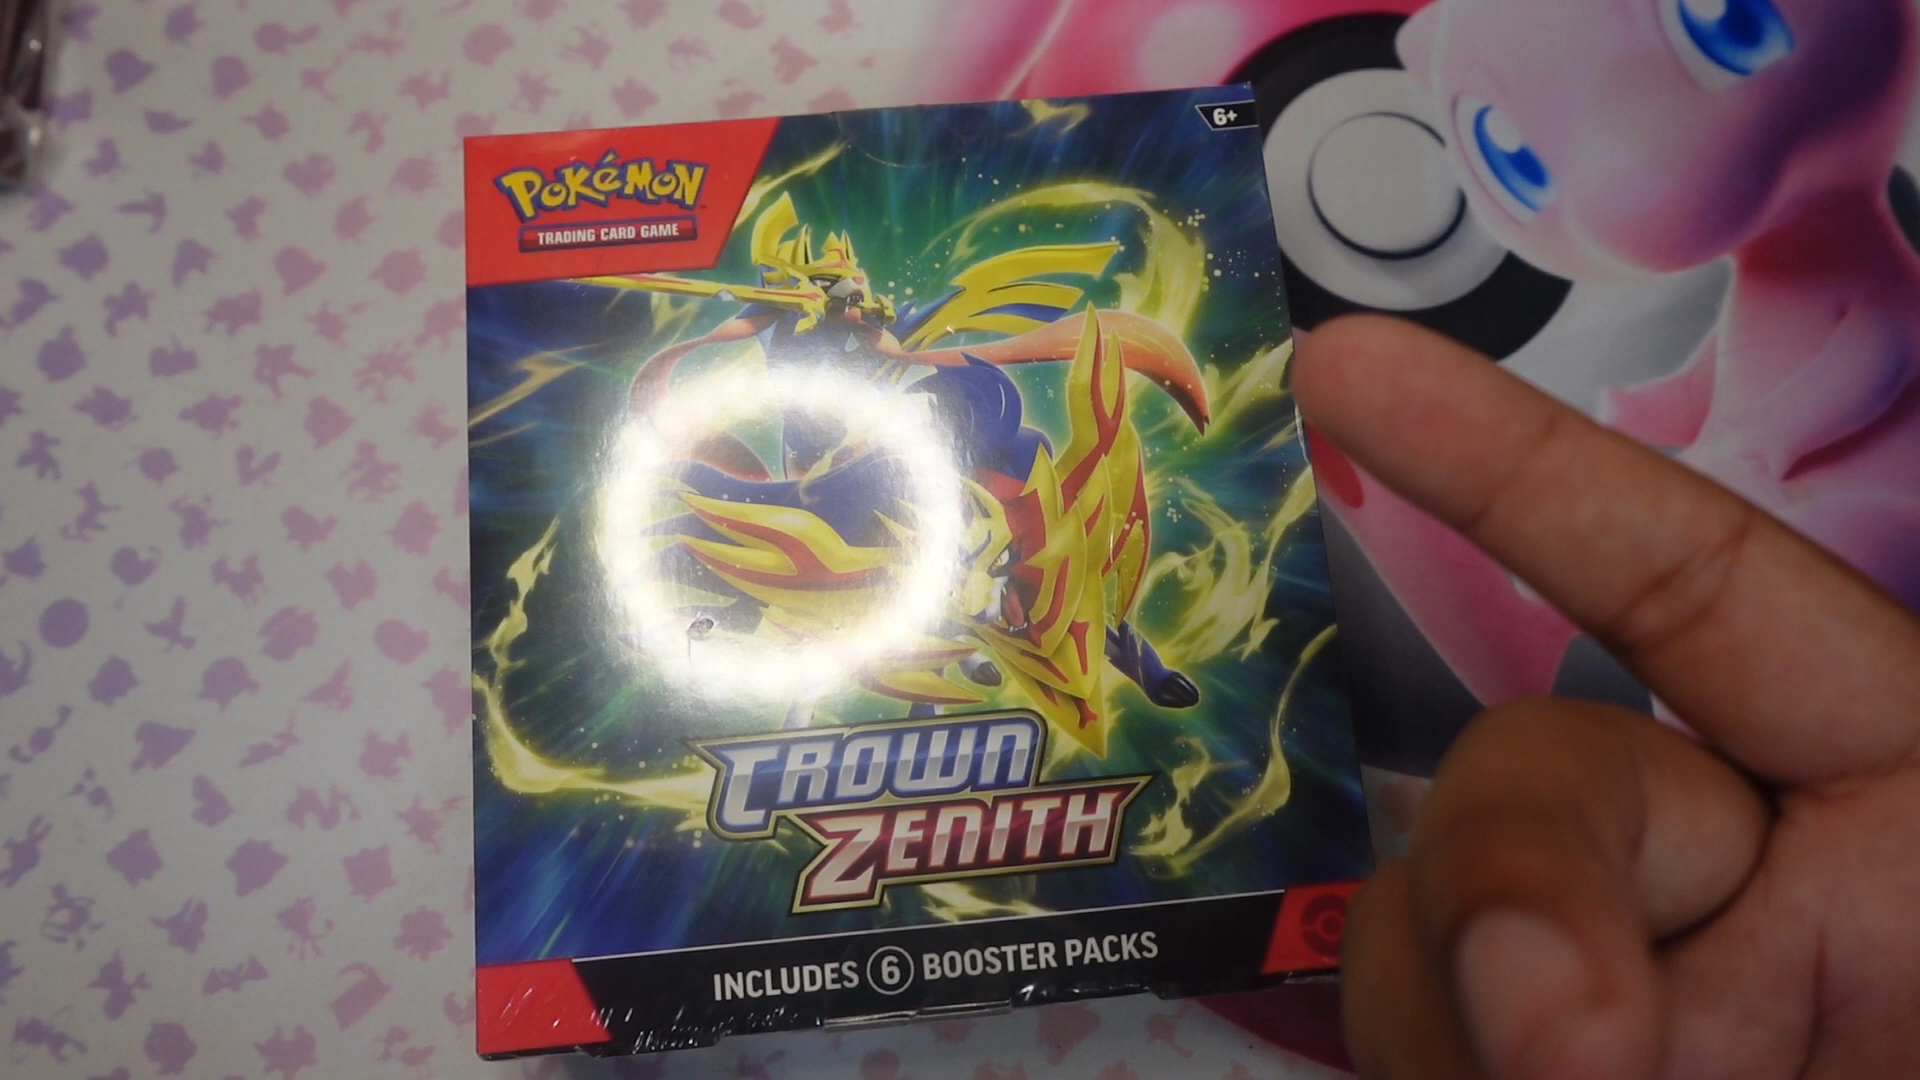 6+
POKéMON
TRADING CARD GAME
CROWN
ZENITH
INCLUDES 6 BOOSTER PACKS